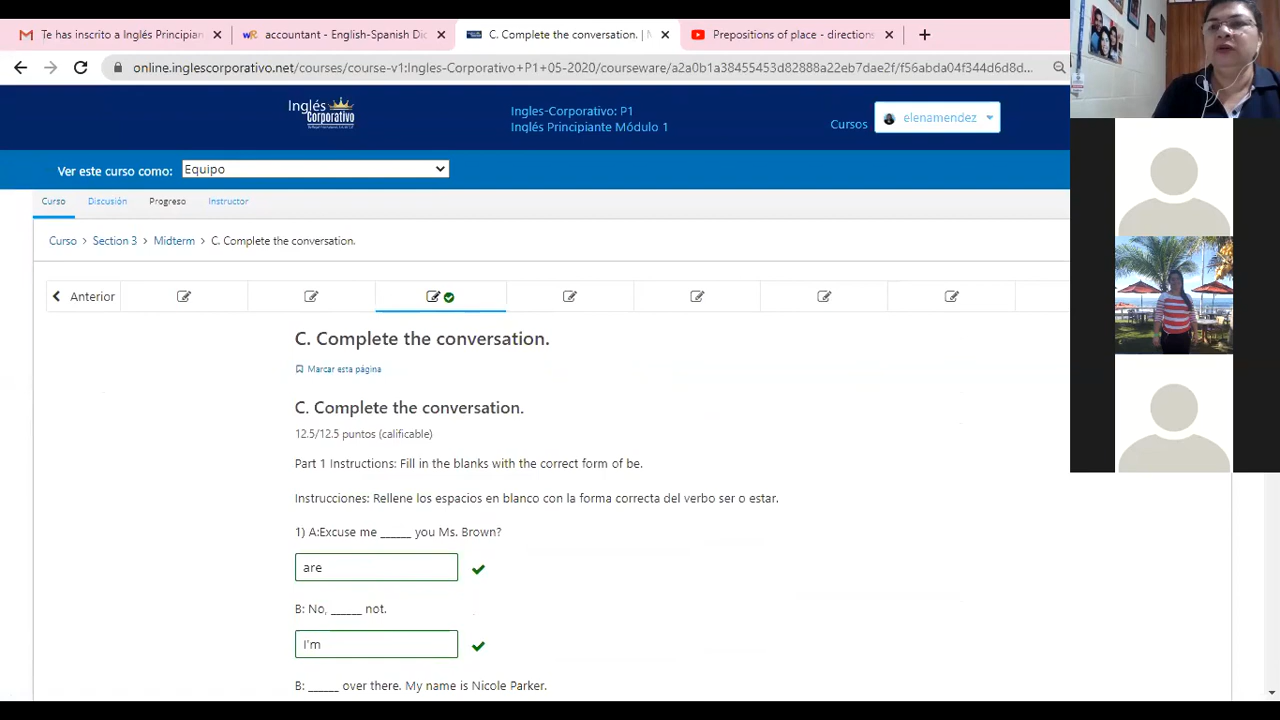 Te has inscrito a Inglés Principian
accountant - English-Spanish Dic
C. Complete the conversation. | M
Prepositions of place - directions
online.inglescorporativo.net/courses/course-v1:Ingles-Corporativo+P1+05-2020/courseware/a2a0b1a38455453d82888a22eb7dae2f/f56abda04f344d6d8d...
Inglés
Corporativo
Ingles-Corporativo: P1
Inglés Principiante Módulo 1
Cursos
elenamendez
Ver este curso como:
Equipo
Curso
Discusión
Progreso
Instructor
Curso > Section 3 > Midterm > C. Complete the conversation.
Anterior
C. Complete the conversation.
Marcar esta página
C. Complete the conversation.
12.5/12.5 puntos (calificable)
Part 1 Instructions: Fill in the blanks with the correct form of be.
Instrucciones: Rellene los espacios en blanco con la forma correcta del verbo ser o estar.
1) A:Excuse me ______ you Ms. Brown?
are
B: No, ______ not.
I'm
B: ______ over there. My name is Nicole Parker.